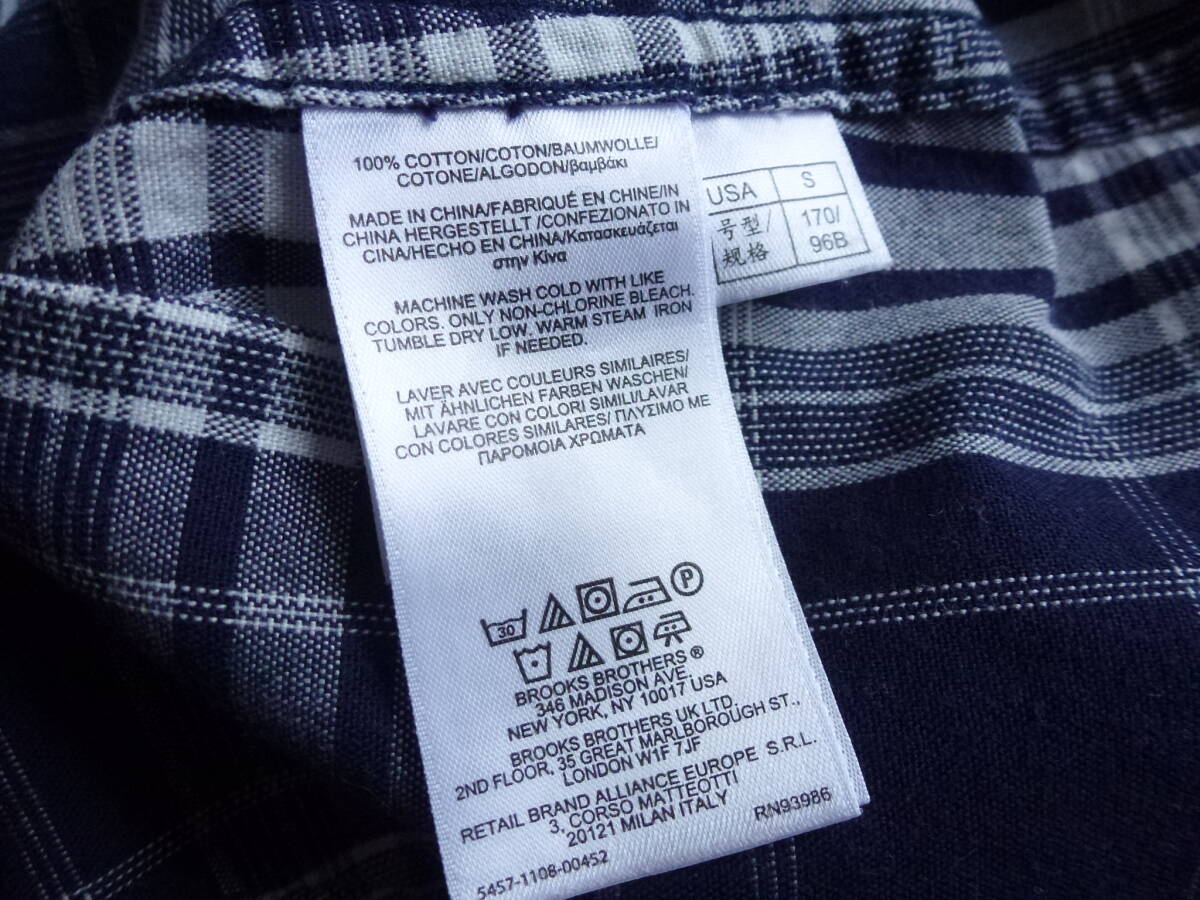 100% COTTON/COTON/BAUMWOLLE/
COTONE/ALGODON/βαμβάκι
MADE IN CHINA/FABRIQUÉ EN CHINE/IN
CHINA HERGESTELLT /CONFEZIONATO IN
CINA/HECHO EN CHINA/Κατασκευάζεται
στην Κίνα
MACHINE WASH COLD WITH LIKE
COLORS. ONLY NON-CHLORINE BLEACH.
TUMBLE DRY LOW. WARM STEAM IRON
IF NEEDED.
LAVER AVEC COULEURS SIMILAIRES/
MIT ÄHNLICHEN FARBEN WASCHEN/
LAVARE CON COLORI SIMILI/LAVAR
CON COLORES SIMILARES/ ΠΛΥΣΙΜΟ ΜΕ
ΠΑΡΟΜΟΙΑ ΧΡΩΜΑΤΑ
30 P
BROOKS BROTHERS ®
346 MADISON AVE.
NEW YORK, NY 10017 USA
BROOKS BROTHERS UK LTD.
2ND FLOOR, 35 GREAT MARLBOROUGH ST.,
LONDON W1F 7JF
RETAIL BRAND ALLIANCE EUROPE S.R.L.
3, CORSO MATTEOTTI
20121 MILAN ITALY
RN93986
5457-1108-00452
USA S
号型/ 170/
规格 96B